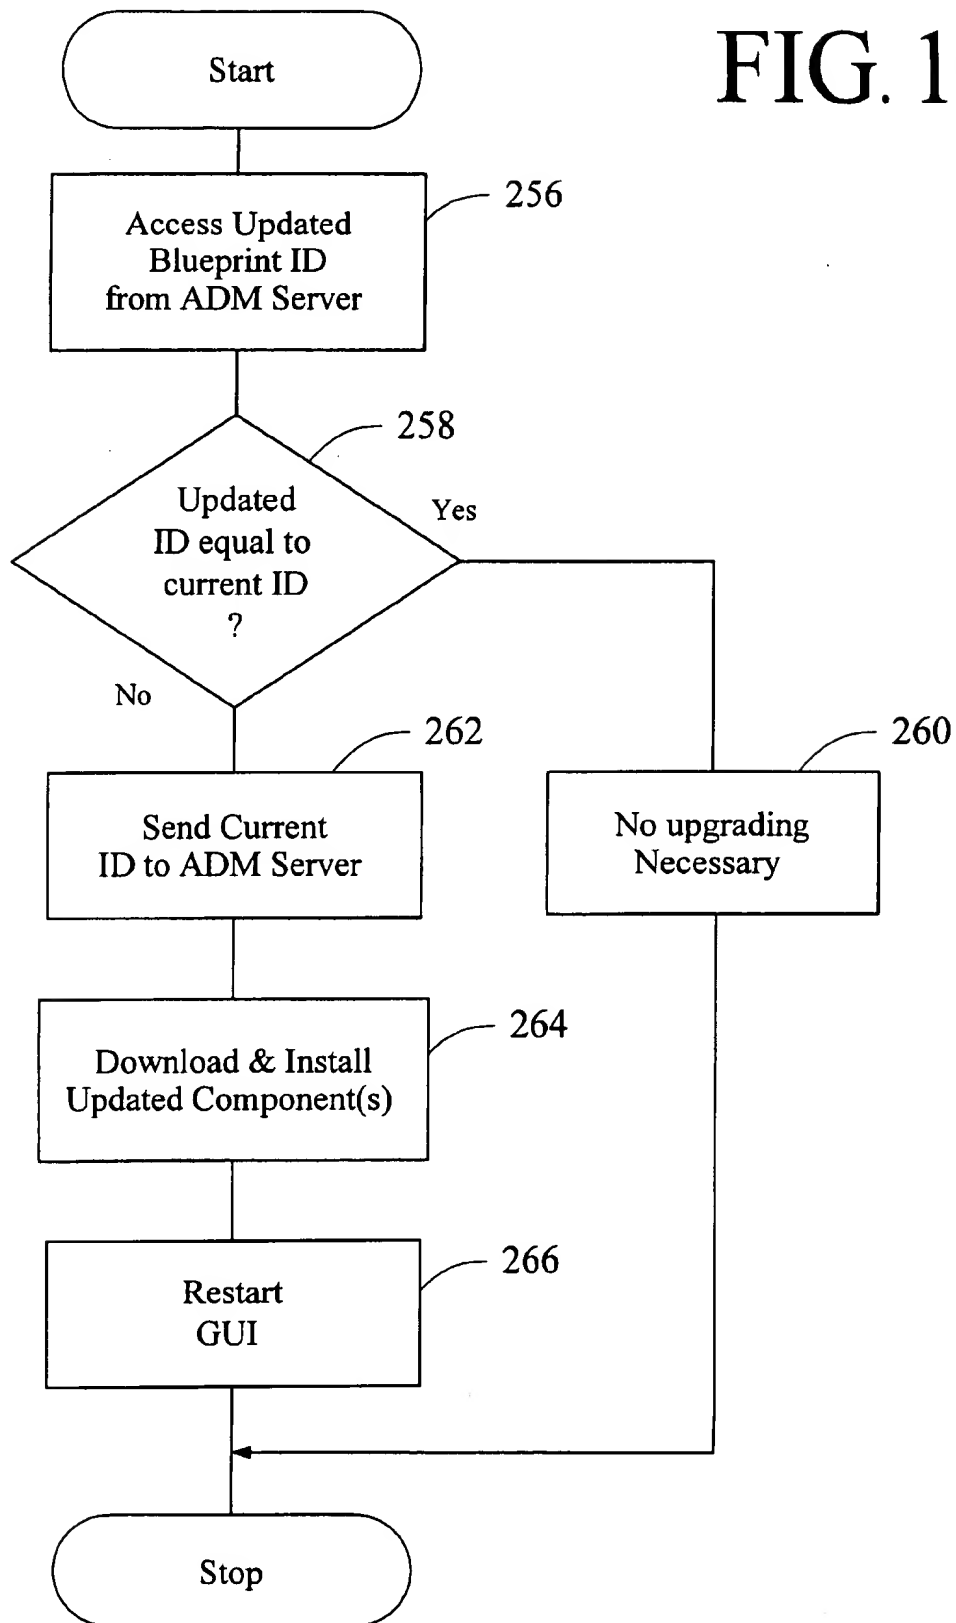 FIG. 1
Start
256
Access Updated
Blueprint ID
from ADM Server
258
Updated
ID equal to
current ID
?
Yes
No
262
Send Current
ID to ADM Server
260
No upgrading
Necessary
264
Download & Install
Updated Component(s)
266
Restart
GUI
Stop